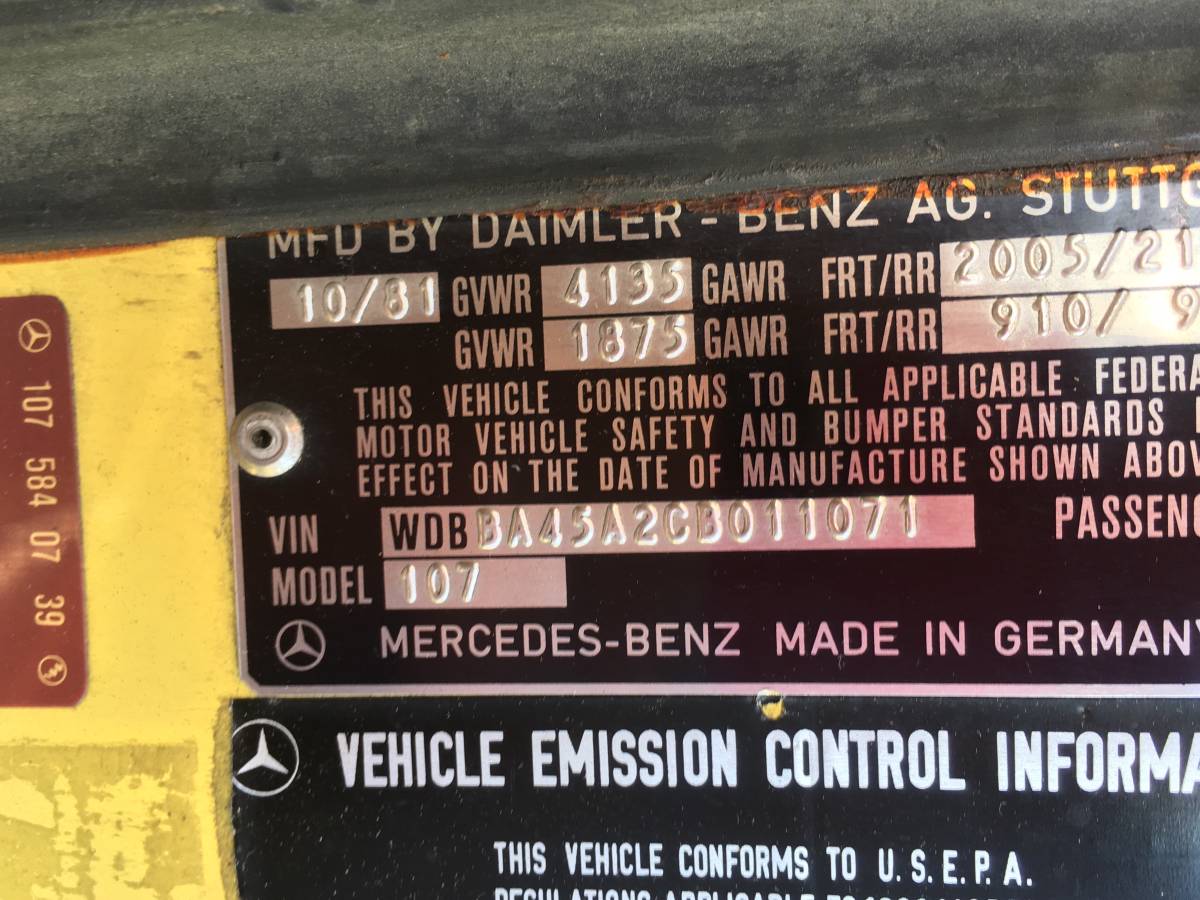 MFD BY DAIMLER - BENZ AG. STUTTG
10/81 GVWR 4135 GAWR FRT/RR 2005/21
GVWR 1875 GAWR FRT/RR 910/ 9
THIS VEHICLE CONFORMS TO ALL APPLICABLE FEDERA
MOTOR VEHICLE SAFETY AND BUMPER STANDARDS
EFFECT ON THE DATE OF MANUFACTURE SHOWN ABOV
VIN WDBBA45A2CB011071 PASSEN
MODEL 107
MERCEDES-BENZ MADE IN GERMANY
107 584 07 39
VEHICLE EMISSION CONTROL INFORMA
THIS VEHICLE CONFORMS TO U.S.E.P.A.